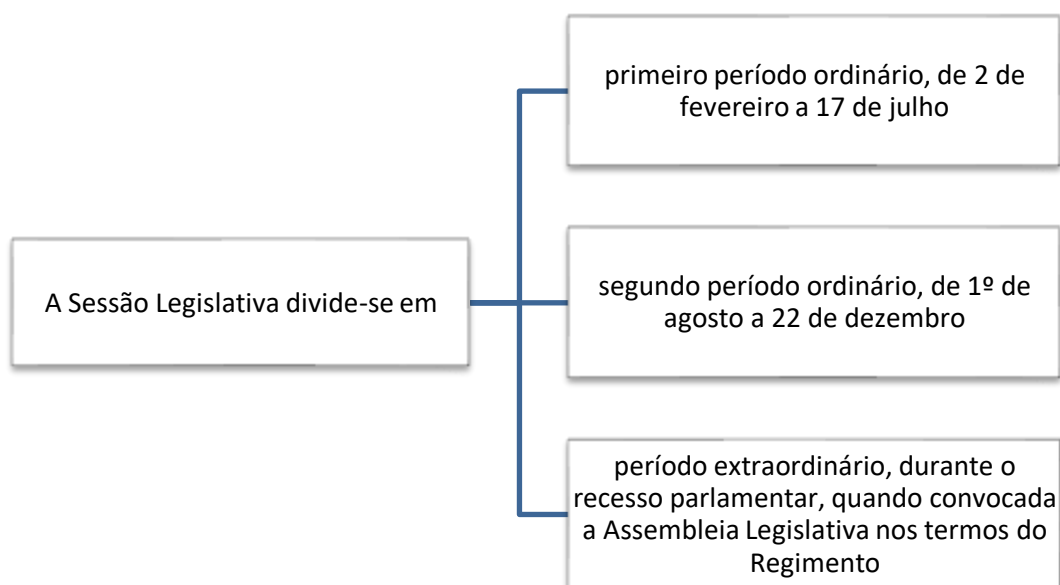 A Sessão Legislativa divide-se em
primeiro período ordinário, de 2 de
fevereiro a 17 de julho
segundo período ordinário, de 1º de
agosto a 22 de dezembro
período extraordinário, durante o
recesso parlamentar, quando convocada
a Assembleia Legislativa nos termos do
Regimento